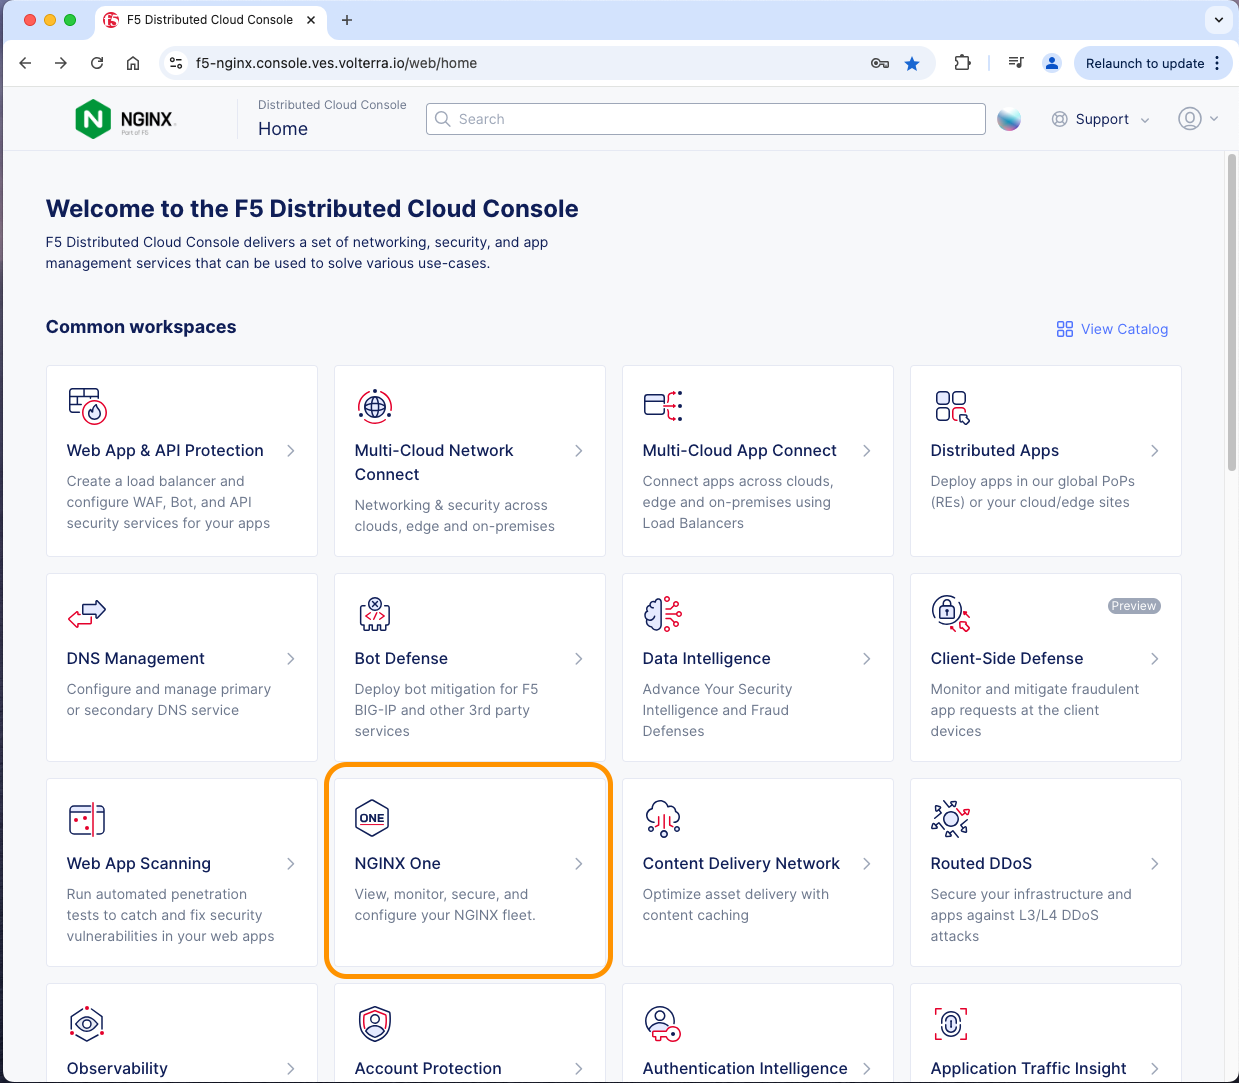 F5 Distributed Cloud Console
f5-nginx.console.ves.volterra.io/web/home
Relaunch to update
NGINX
Part of F5
Distributed Cloud Console
Home
Search
Support
Welcome to the F5 Distributed Cloud Console
F5 Distributed Cloud Console delivers a set of networking, security, and app
management services that can be used to solve various use-cases.
Common workspaces
View Catalog
Web App & API Protection
Create a load balancer and
configure WAF, Bot, and API
security services for your apps
Multi-Cloud Network
Connect
Networking & security across
clouds, edge and on-premises
Multi-Cloud App Connect
Connect apps across clouds,
edge and on-premises using
Load Balancers
Distributed Apps
Deploy apps in our global PoPs
(REs) or your cloud/edge sites
DNS Management
Configure and manage primary
or secondary DNS service
Bot Defense
Deploy bot mitigation for F5
BIG-IP and other 3rd party
services
Data Intelligence
Advance Your Security
Intelligence and Fraud
Defenses
Preview
Client-Side Defense
Monitor and mitigate fraudulent
app requests at the client
devices
Web App Scanning
Run automated penetration
tests to catch and fix security
vulnerabilities in your web apps
ONE
NGINX One
View, monitor, secure, and
configure your NGINX fleet.
Content Delivery Network
Optimize asset delivery with
content caching
Routed DDoS
Secure your infrastructure and
apps against L3/L4 DDoS
attacks
Observability
Account Protection
Authentication Intelligence
Application Traffic Insight